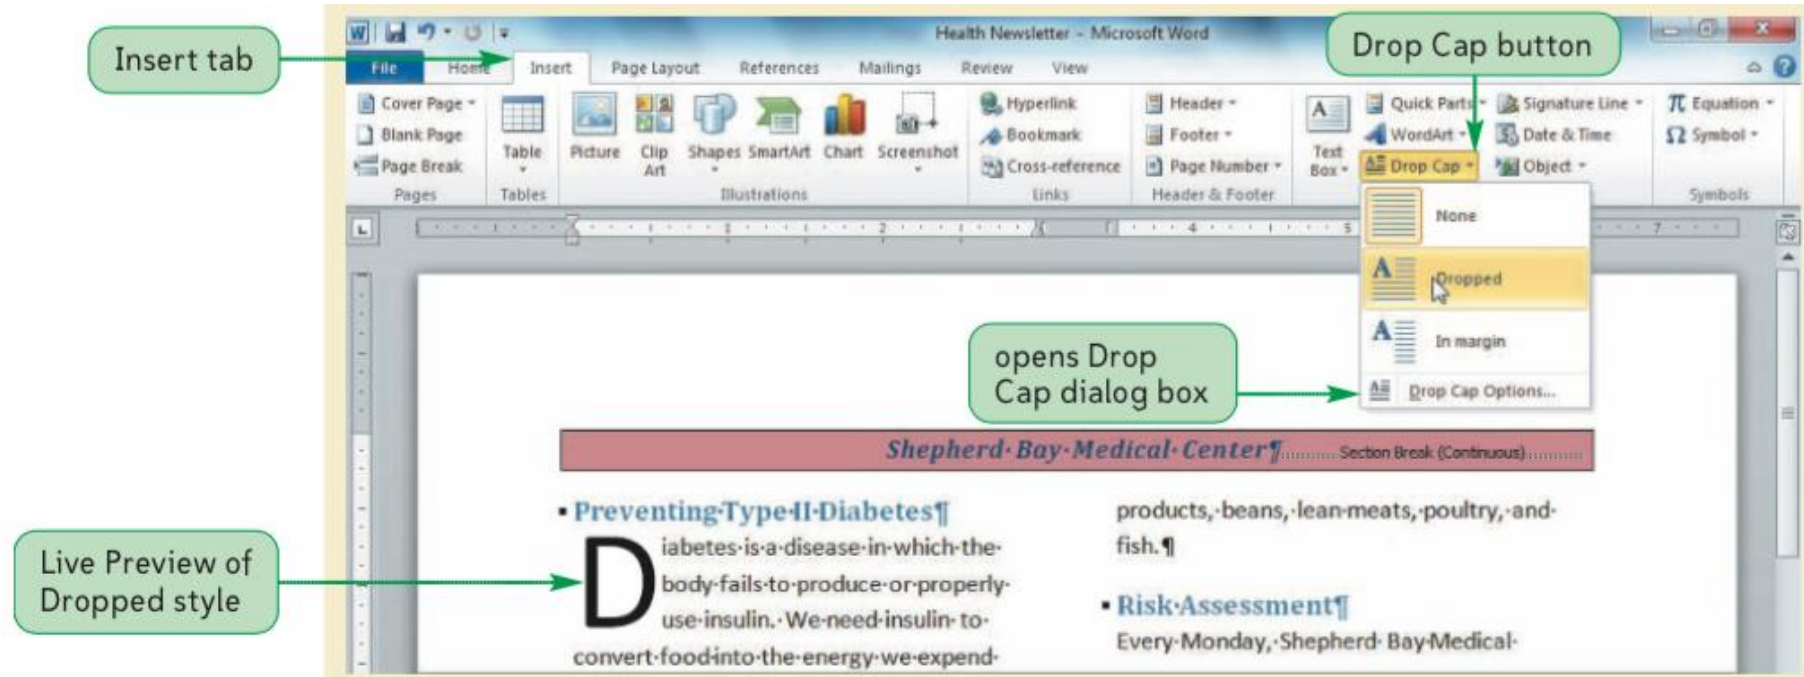 Health Newsletter - Microsoft Word
Insert tab
Drop Cap button
File Home Insert Page Layout References Mailings Review View
Cover Page
Blank Page
Page Break
Pages
Table
Tables
Picture
Clip Art
Shapes
SmartArt
Chart
Screenshot
Illustrations
Hyperlink
Bookmark
Cross-reference
Links
Header
Footer
Page Number
Header & Footer
Text Box
Quick Parts
WordArt
Drop Cap
Signature Line
Date & Time
Object
Equation
Symbol
Symbols
None
Dropped
In margin
Drop Cap Options...
1 2 4 5 7
opens Drop
Cap dialog box
Shepherd·Bay·Medical·Center¶ Section Break (Continuous)
▪ Preventing·Type·II·Diabetes¶
Diabetes·is·a·disease·in·which·the·
body·fails·to·produce·or·properly·
use·insulin.·We·need·insulin·to·
convert·food·into·the·energy·we·expend·
products,·beans,·lean·meats,·poultry,·and·
fish.¶
▪ Risk·Assessment¶
Every·Monday,·Shepherd·Bay·Medical·
Live Preview of
Dropped style